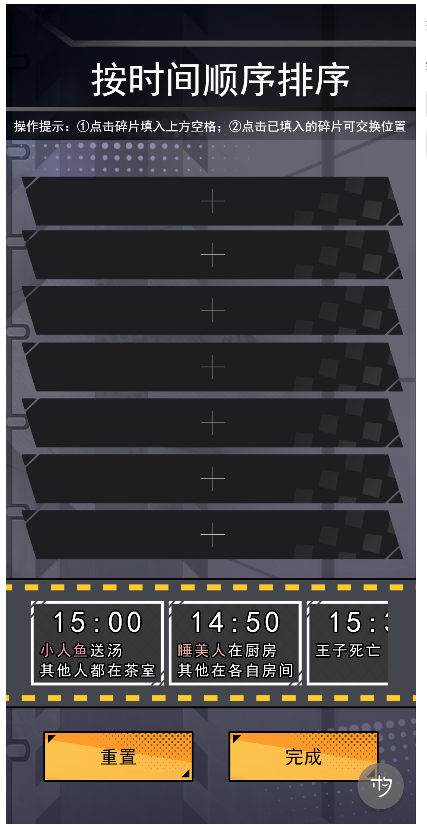 按时间顺序排序
操作提示：①点击碎片填入上方空格；②点击已填入的碎片可交换位置
15:00
小人鱼送汤
其他人都在茶室
14:50
睡美人在厨房
其他在各自房间
15:3
王子死亡
重置
完成